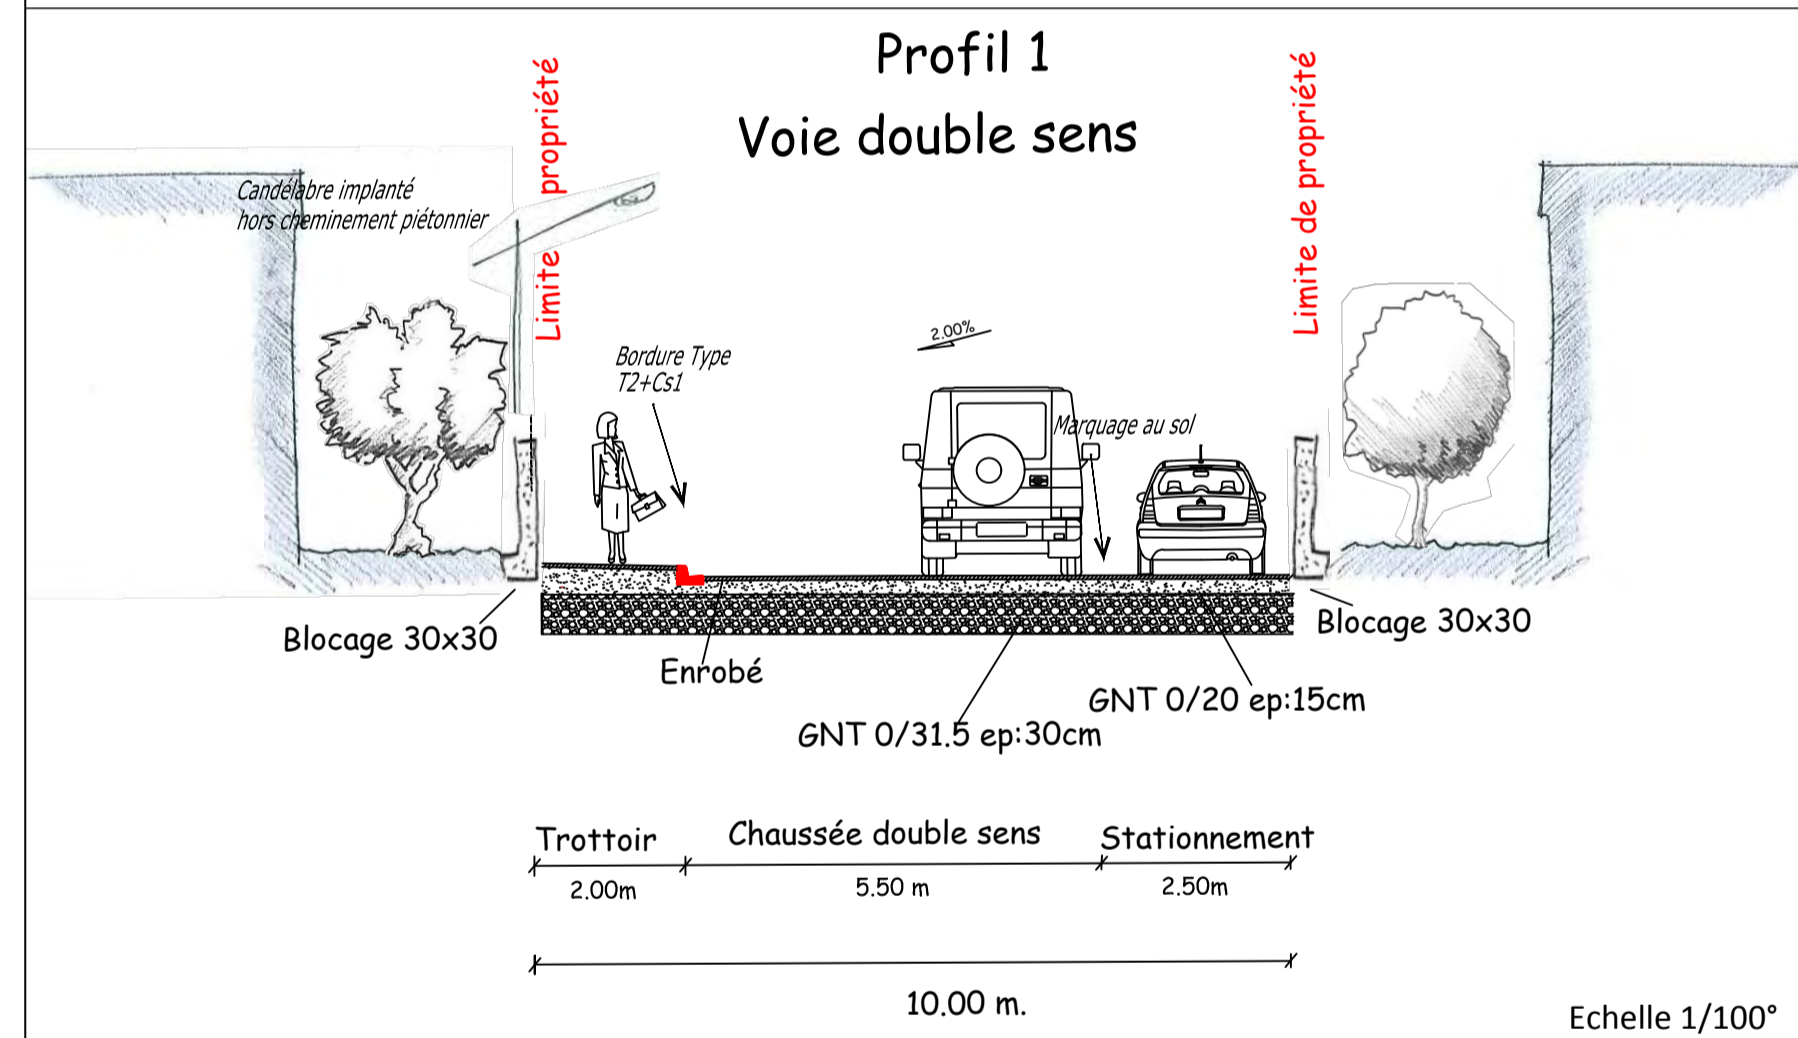 Profil 1
Voie double sens
Limite
propriété
Limite de propriété
Candélabre implanté
hors cheminement piétonnier
2.00%
Bordure Type
T2+Cs1
Marquage au sol
Blocage 30x30
Blocage 30x30
Enrobé
GNT 0/20 ep:15cm
GNT 0/31.5 ep:30cm
Trottoir
Chaussée double sens
Stationnement
2.00m
5.50 m
2.50m
10.00 m.
Echelle 1/100°